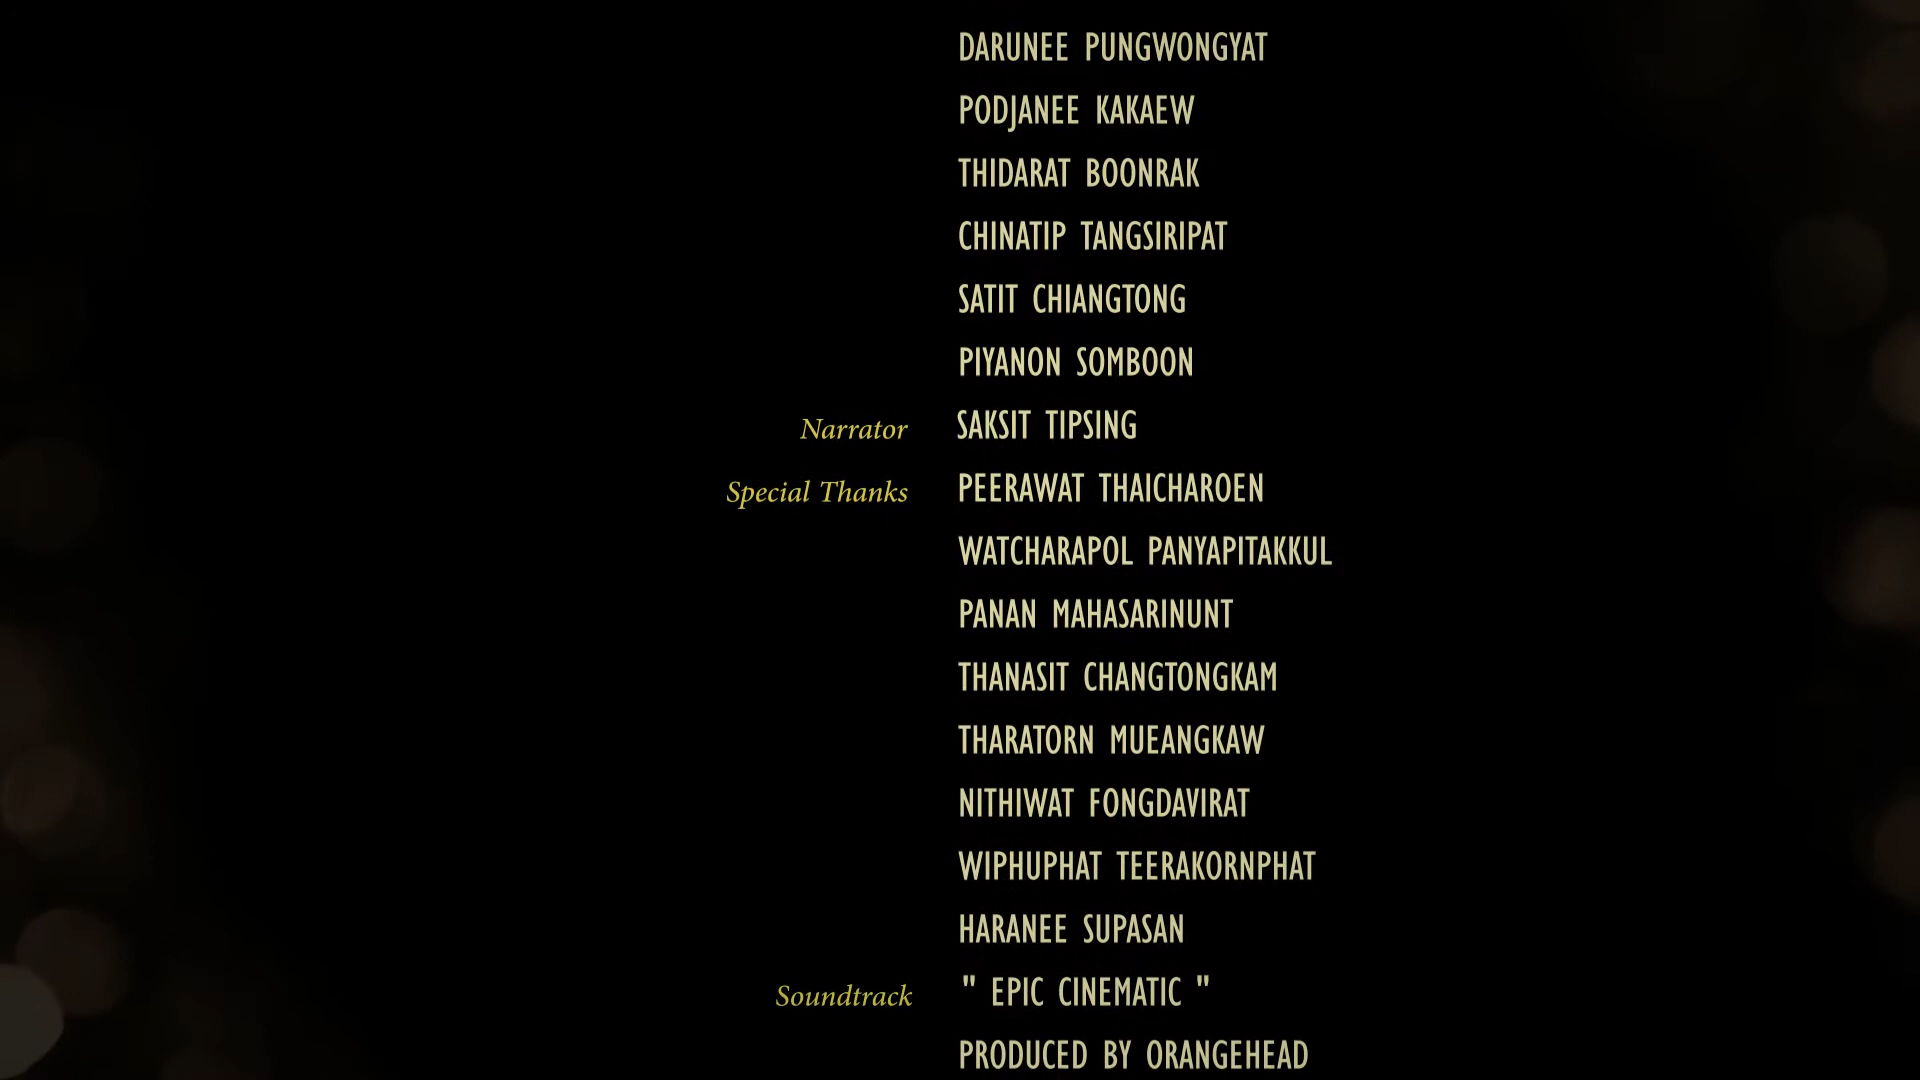 DARUNEE PUNGWONGYAT
PODJANEE KAKAEW
THIDARAT BOONRAK
CHINATIP TANGSIRIPAT
SATIT CHIANGTONG
PIYANON SOMBOON
Narrator SAKSIT TIPSING
Special Thanks PEERAWAT THAICHAROEN
WATCHARAPOL PANYAPITAKKUL
PANAN MAHASARINUNT
THANASIT CHANGTONGKAM
THARATORN MUEANGKAW
NITHIWAT FONGDAVIRAT
WIPHUPHAT TEERAKORNPHAT
HARANEE SUPASAN
Soundtrack " EPIC CINEMATIC "
PRODUCED BY ORANGEHEAD